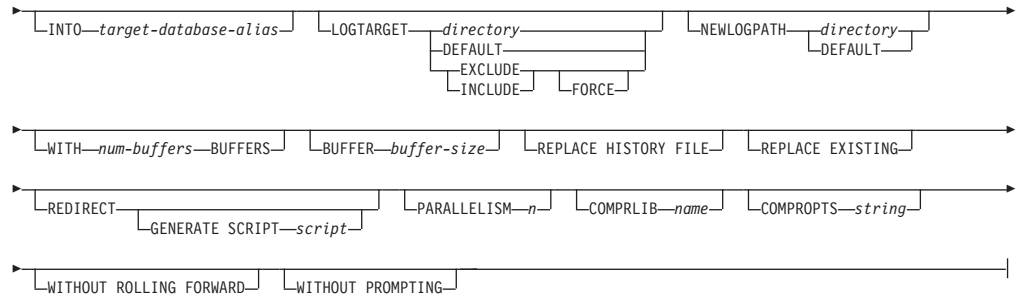 INTO target-database-alias LOGTARGET directory NEWLOGPATH directory
DEFAULT DEFAULT
EXCLUDE
INCLUDE FORCE
WITH num-buffers BUFFERS BUFFER buffer-size REPLACE HISTORY FILE REPLACE EXISTING
REDIRECT PARALLELISM n COMPRLIB name COMPROPTS string
GENERATE SCRIPT script
WITHOUT ROLLING FORWARD WITHOUT PROMPTING